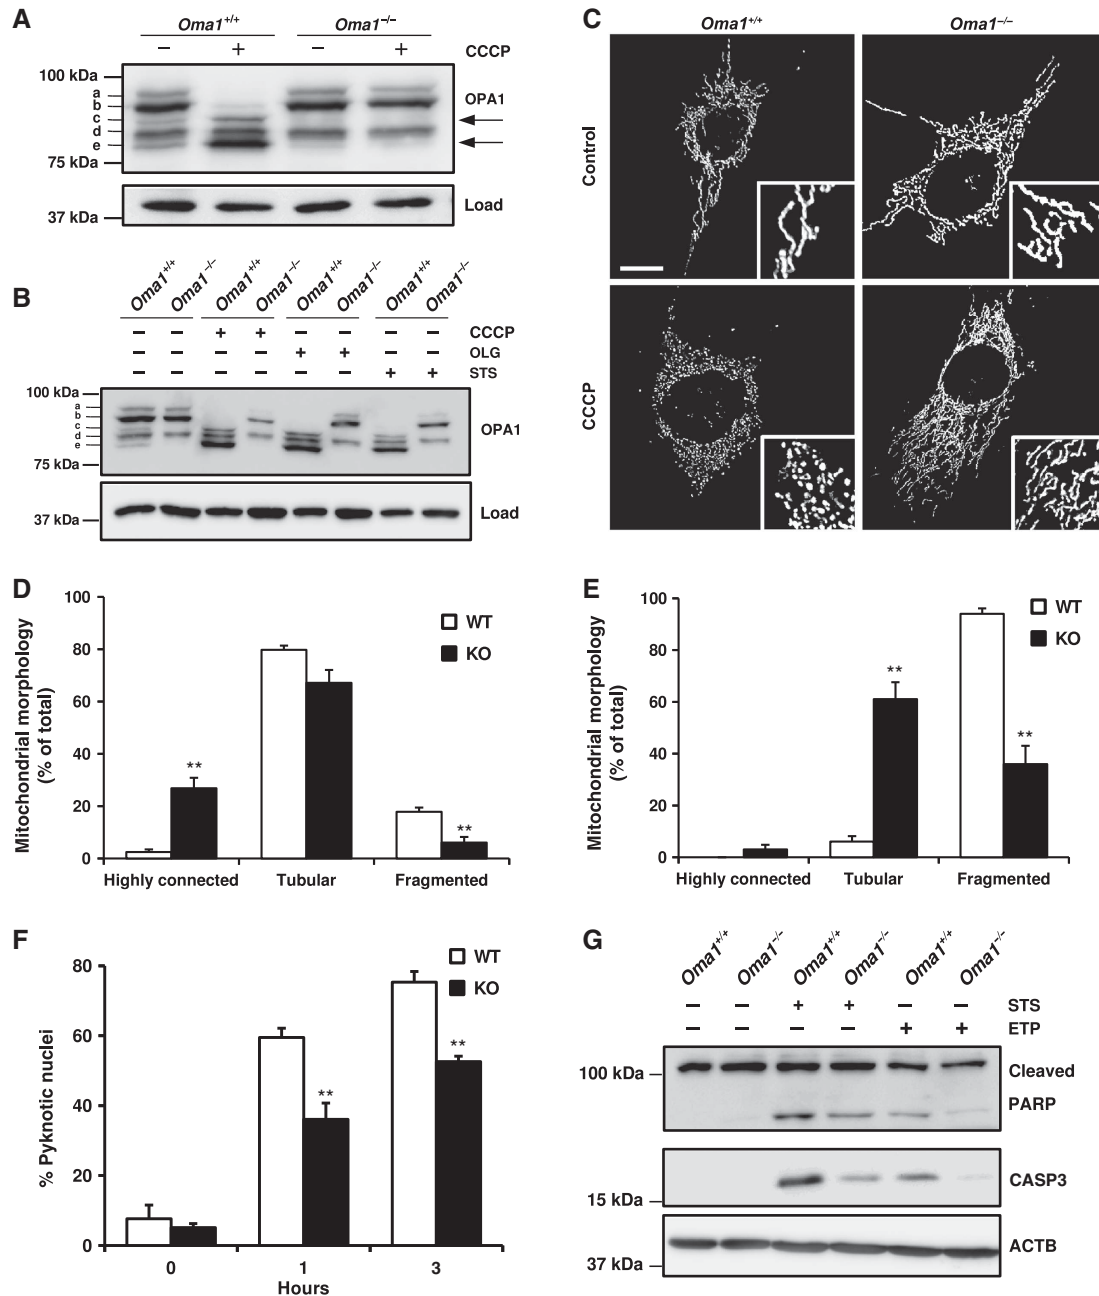 A
Oma1+/+ Oma1−/−
− + − + CCCP
100 kDa
a
b
c
d
e
OPA1
75 kDa
37 kDa
Load
B
Oma1+/+ Oma1−/− Oma1+/+ Oma1−/− Oma1+/+ Oma1−/− Oma1+/+ Oma1−/−
− − + + − − − − CCCP
− − − − + + − − OLG
− − − − − − + + STS
100 kDa
a
b
c
d
e
OPA1
75 kDa
37 kDa
Load
C
Oma1+/+ Oma1−/−
Control
CCCP
D
Mitochondrial morphology
(% of total)
100
80
60
40
20
0
WT
KO
**
**
Highly connected Tubular Fragmented
E
Mitochondrial morphology
(% of total)
100
80
60
40
20
0
WT
KO
**
**
Highly connected Tubular Fragmented
F
% Pyknotic nuclei
80
60
40
20
0
WT
KO
**
**
0 1 3
Hours
G
Oma1+/+ Oma1−/− Oma1+/+ Oma1−/− Oma1+/+ Oma1−/−
− − + + − − STS
− − − − + + ETP
100 kDa
Cleaved
PARP
15 kDa
CASP3
37 kDa
ACTB